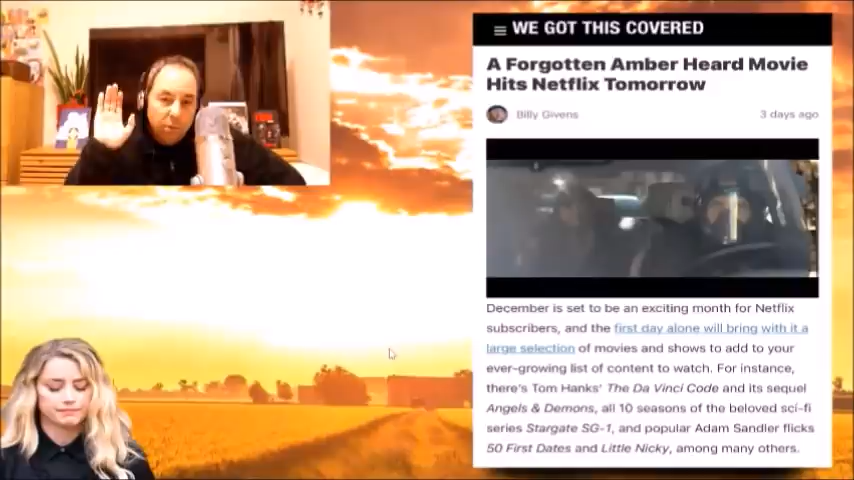 WE GOT THIS COVERED
A Forgotten Amber Heard Movie
Hits Netflix Tomorrow
Billy Givens
3 days ago
December is set to be an exciting month for Netflix
subscribers, and the first day alone will bring with it a
large selection of movies and shows to add to your
ever-growing list of content to watch. For instance,
there's Tom Hanks' The Da Vinci Code and its sequel
Angels & Demons, all 10 seasons of the beloved sci-fi
series Stargate SG-1, and popular Adam Sandler flicks
50 First Dates and Little Nicky, among many others.